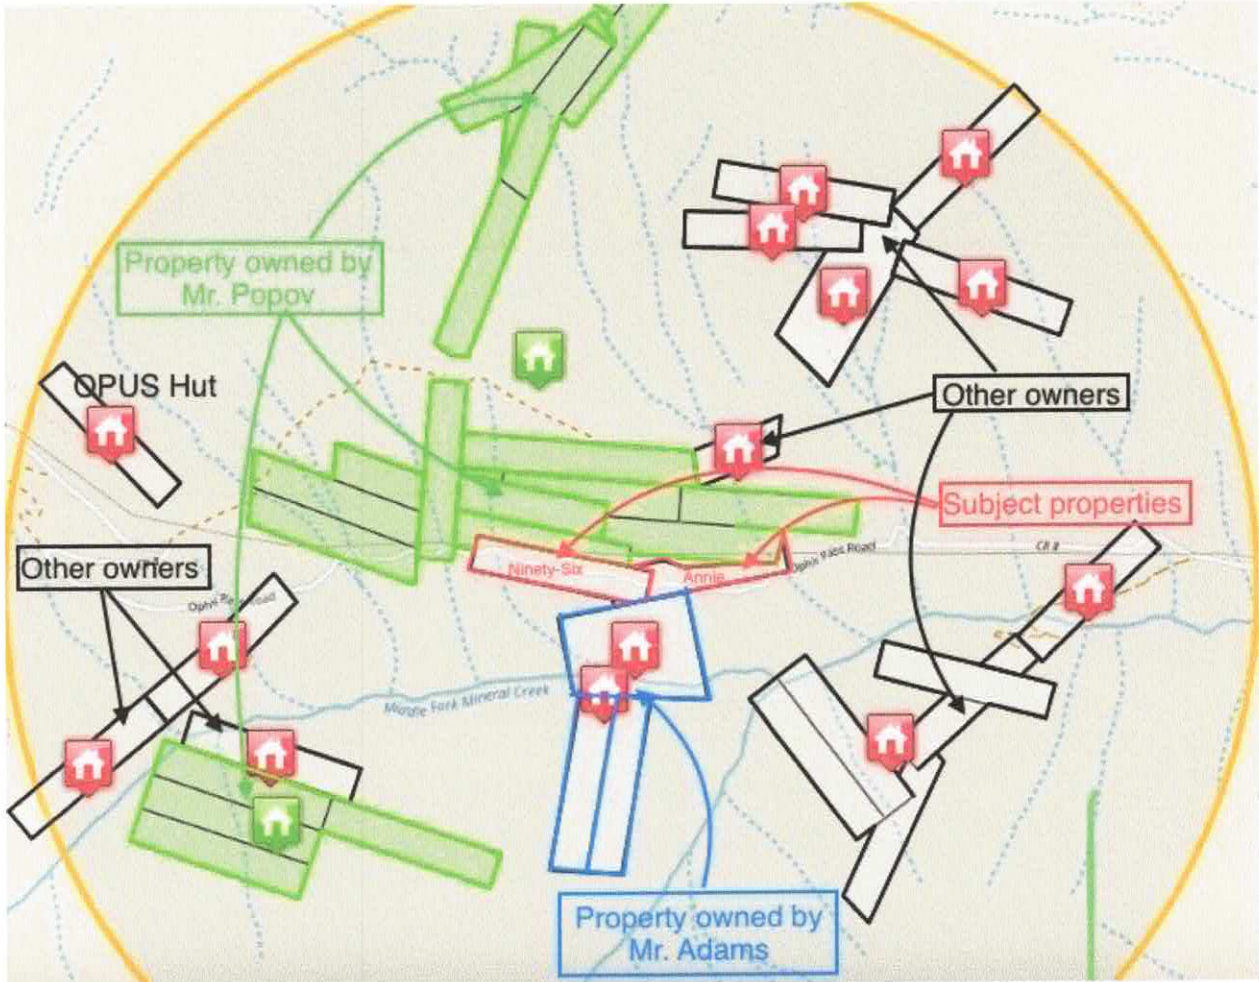 Property owned by
Mr. Popov
OPUS Hut
Other owners
Subject properties
Ophir Pass Road
CR 8
Other owners
Ninety-Six
Annie
Middle Fork Mineral Creek
Property owned by
Mr. Adams